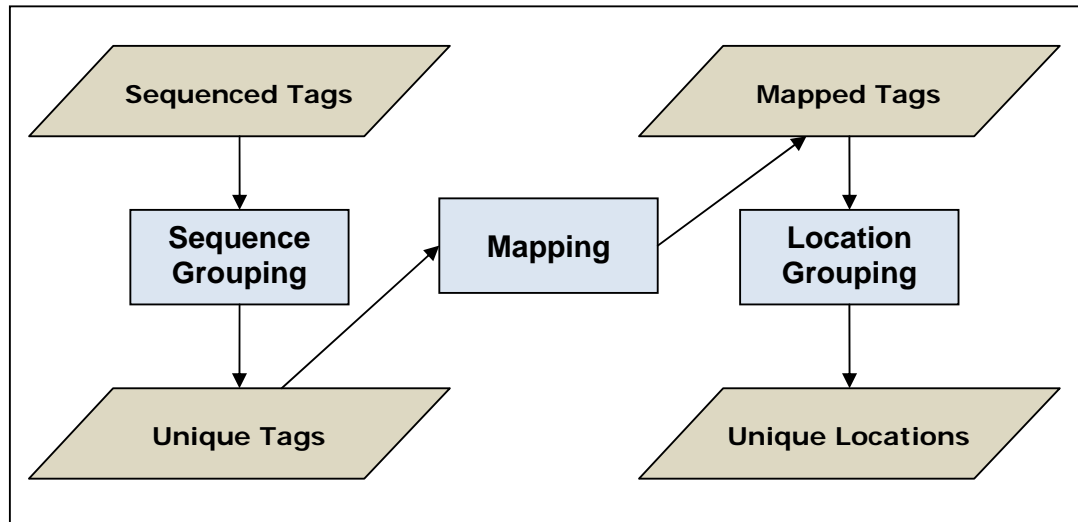 Sequenced Tags
Sequence
Grouping
Unique Tags
Mapping
Mapped Tags
Location
Grouping
Unique Locations